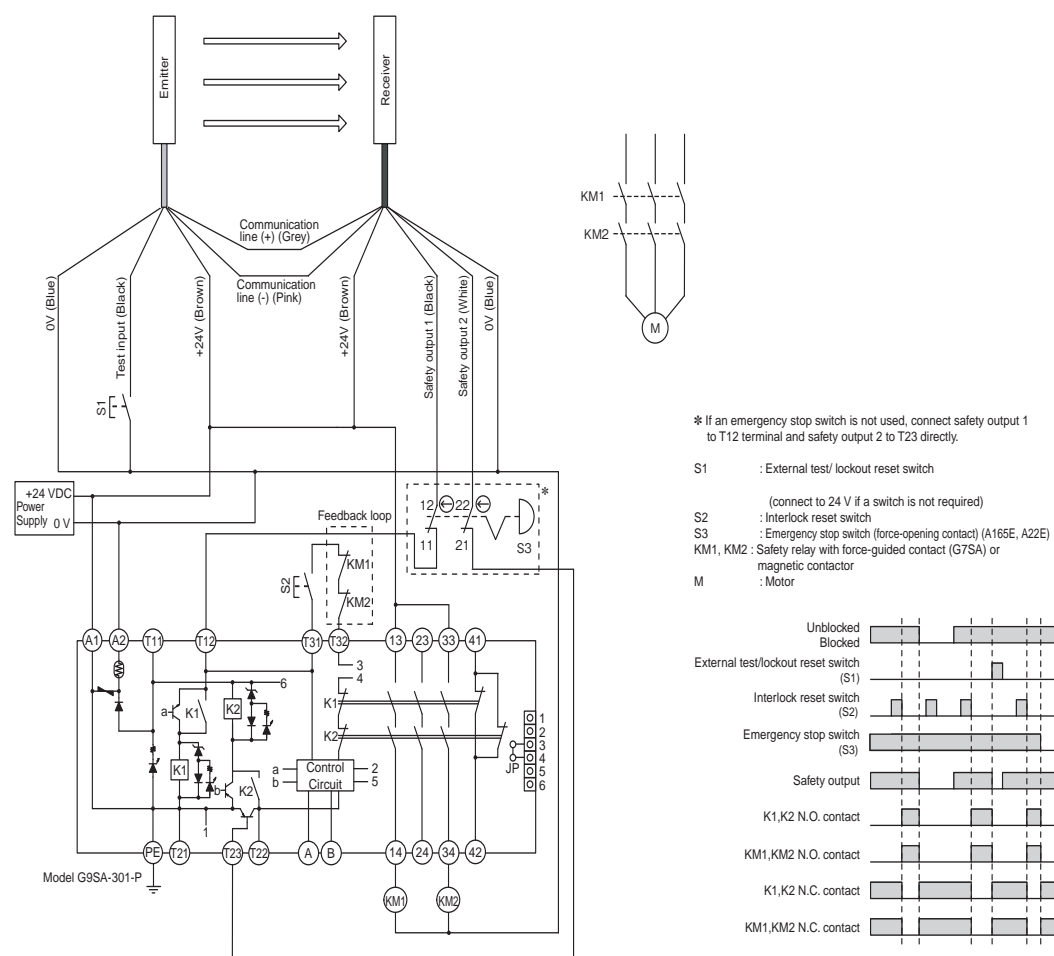 Emitter
Receiver
Communication
line (+) (Grey)
Communication
line (-) (Pink)
0V (Blue)
Test input (Black)
+24V (Brown)
+24V (Brown)
Safety output 1 (Black)
Safety output 2 (White)
0V (Blue)
S1
KM1
KM2
M
✻ If an emergency stop switch is not used, connect safety output 1
to T12 terminal and safety output 2 to T23 directly.
S1 : External test/ lockout reset switch
(connect to 24 V if a switch is not required)
S2 : Interlock reset switch
S3 : Emergency stop switch (force-opening contact) (A165E, A22E)
KM1, KM2 : Safety relay with force-guided contact (G7SA) or
magnetic contactor
M : Motor
+24 VDC
Power
Supply 0 V
Feedback loop
12 22 *
11 21 S3
S2
KM1
KM2
A1 A2 T11 T12 T31 T32 13 23 33 41
3
4
6
a K1 K2 K1
K2
K1 b K2
a b Control
Circuit 2 5
1
JP
1
2
3
4
5
6
PE T21 T23 T22 A B 14 24 34 42
Model G9SA-301-P
KM1 KM2
Unblocked
Blocked
External test/lockout reset switch
(S1)
Interlock reset switch
(S2)
Emergency stop switch
(S3)
Safety output
K1,K2 N.O. contact
KM1,KM2 N.O. contact
K1,K2 N.C. contact
KM1,KM2 N.C. contact